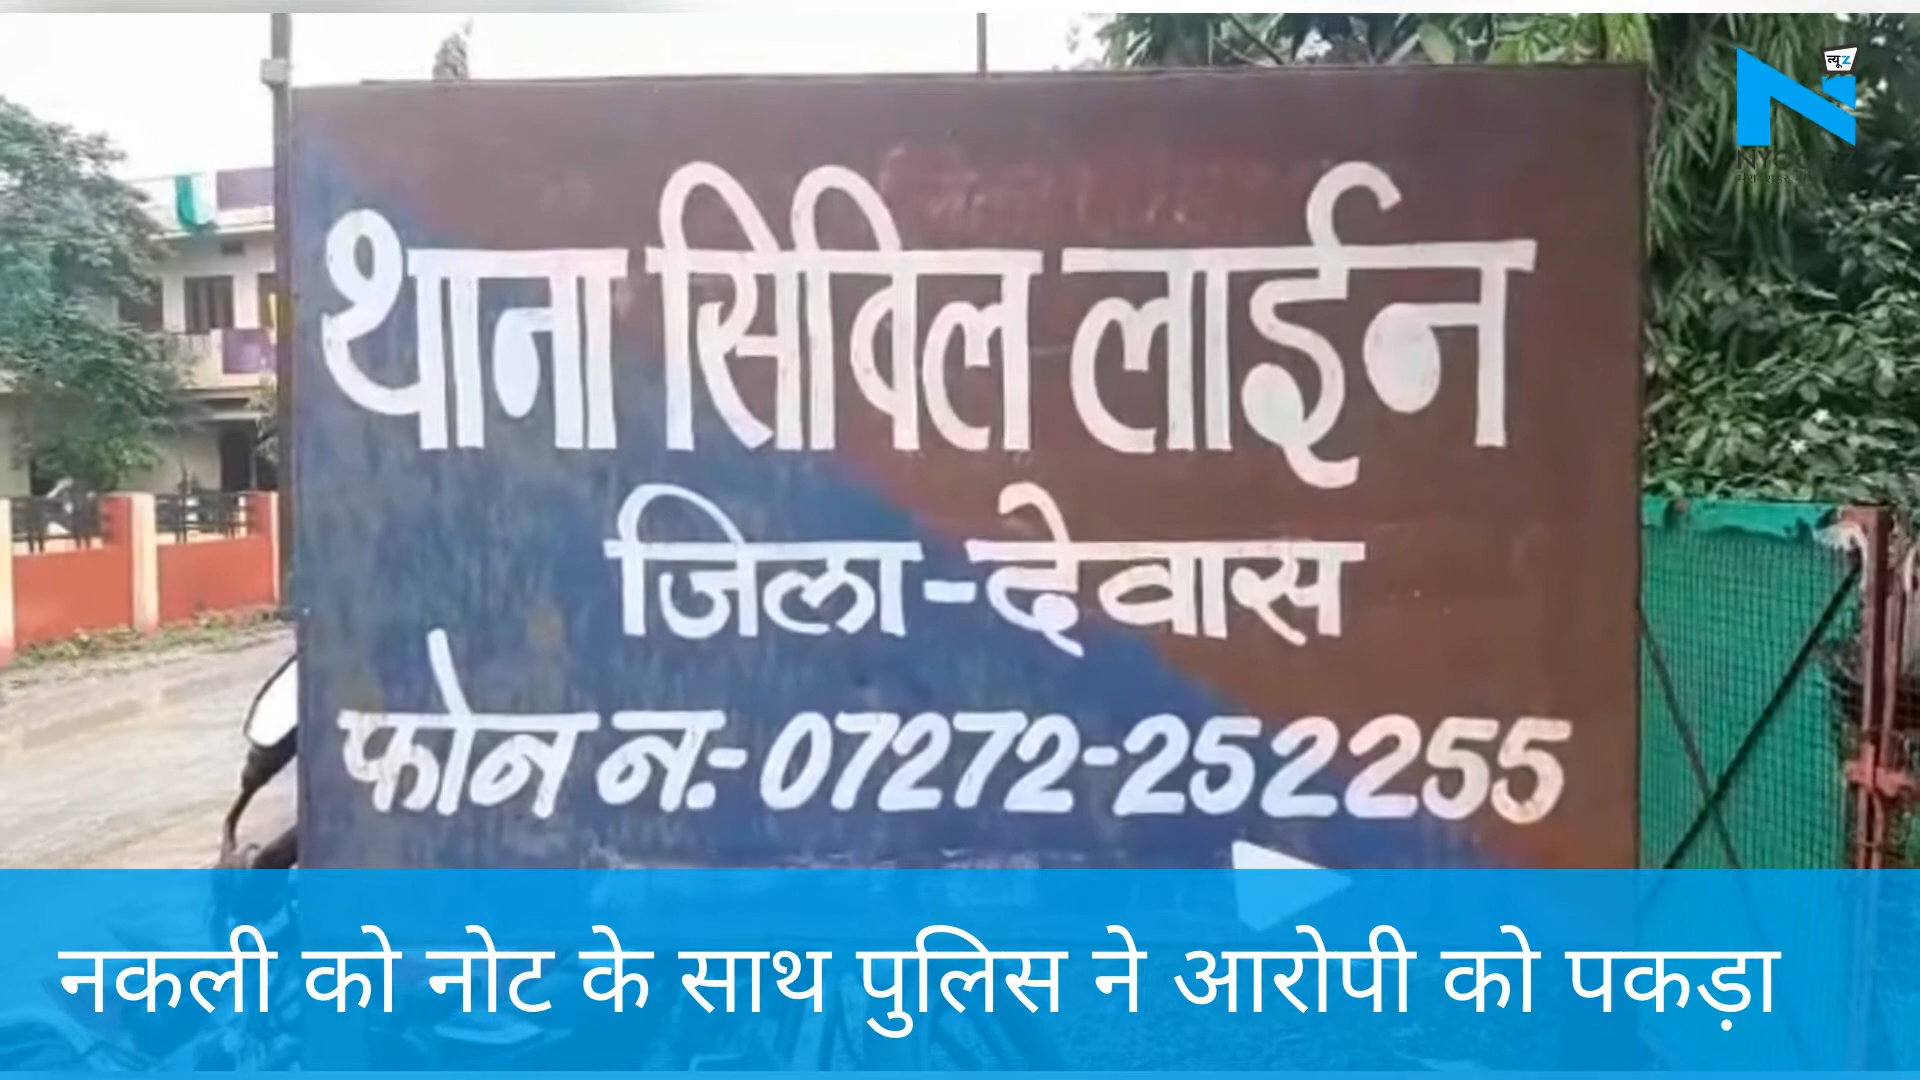 न्यूz
थाना सिविल लाईन
जिला-देवास
फोन न.:- 07272-252255
नकली को नोट के साथ पुलिस ने आरोपी को पकड़ा